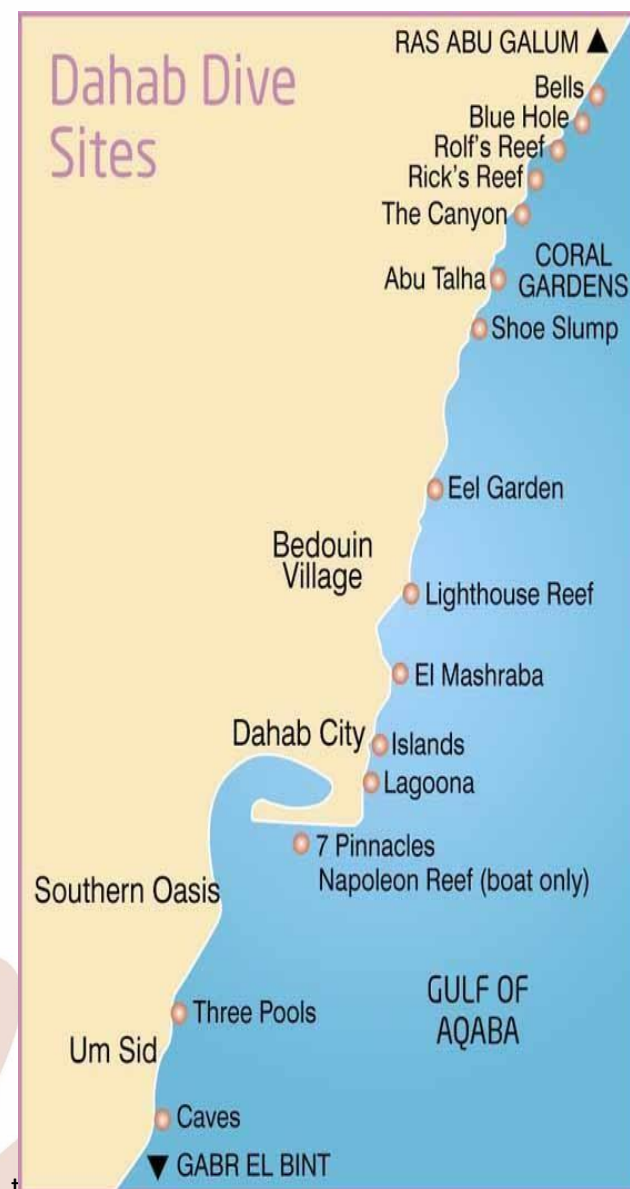 Dahab Dive
Sites
RAS ABU GALUM ▲
Bells
Blue Hole
Rolf's Reef
Rick's Reef
The Canyon
CORAL
GARDENS
Abu Talha
Shoe Slump
Eel Garden
Bedouin
Village
Lighthouse Reef
El Mashraba
Dahab City
Islands
Lagoona
7 Pinnacles
Napoleon Reef (boat only)
Southern Oasis
GULF OF
AQABA
Three Pools
Um Sid
Caves
▼ GABR EL BINT
t